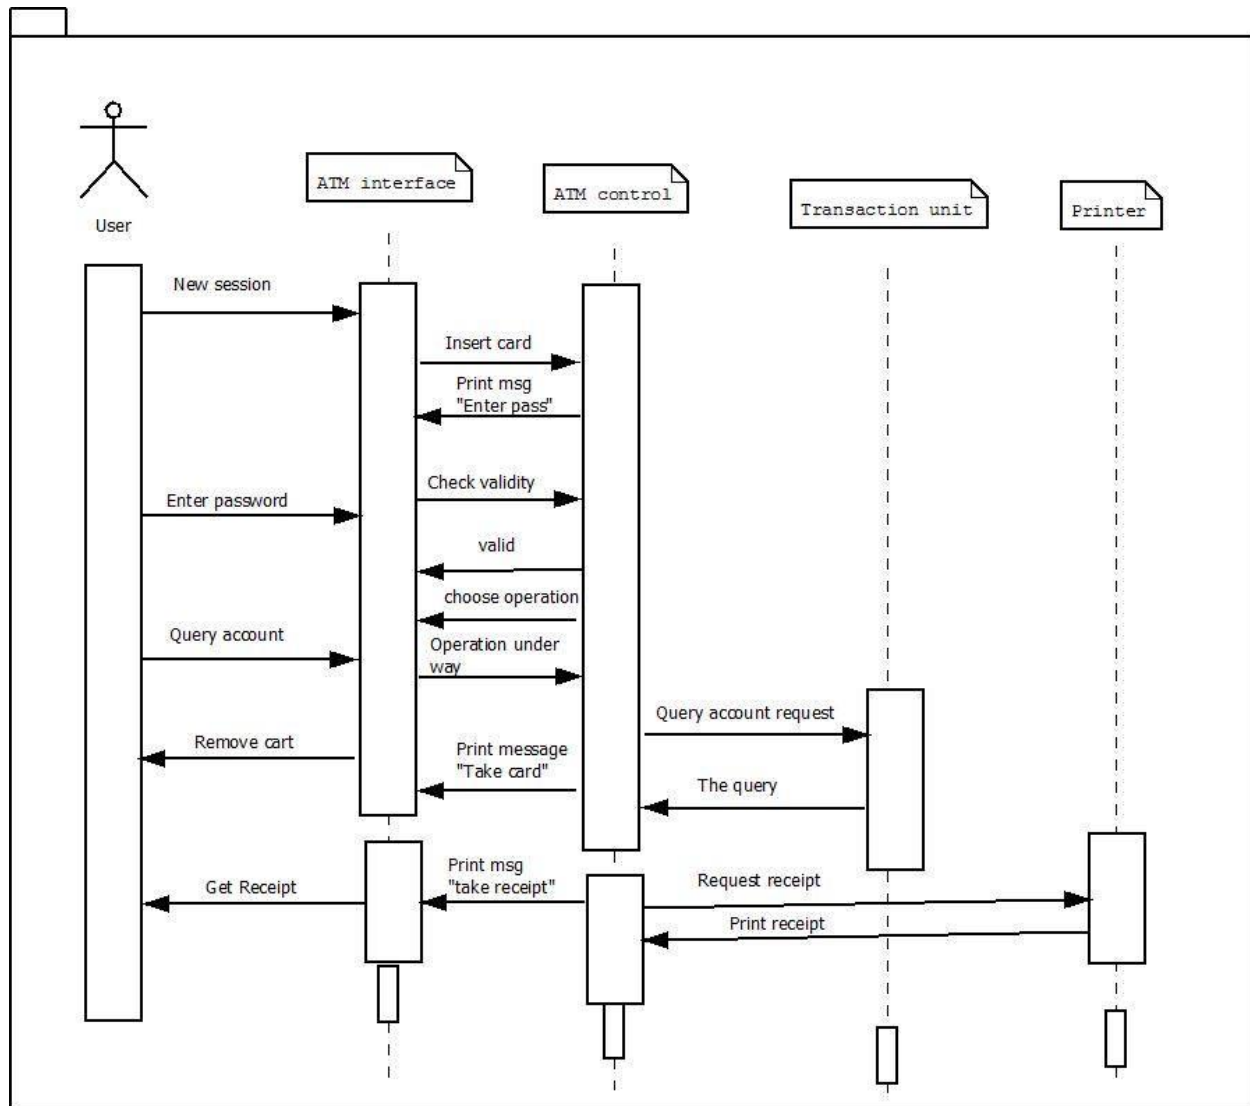 ATM interface
ATM control
Transaction unit
Printer
User
New session
Insert card
Print msg
"Enter pass"
Check validity
Enter password
valid
choose operation
Query account
Operation under
way
Query account request
Remove cart
Print message
"Take card"
The query
Print msg
"take receipt"
Get Receipt
Request receipt
Print receipt